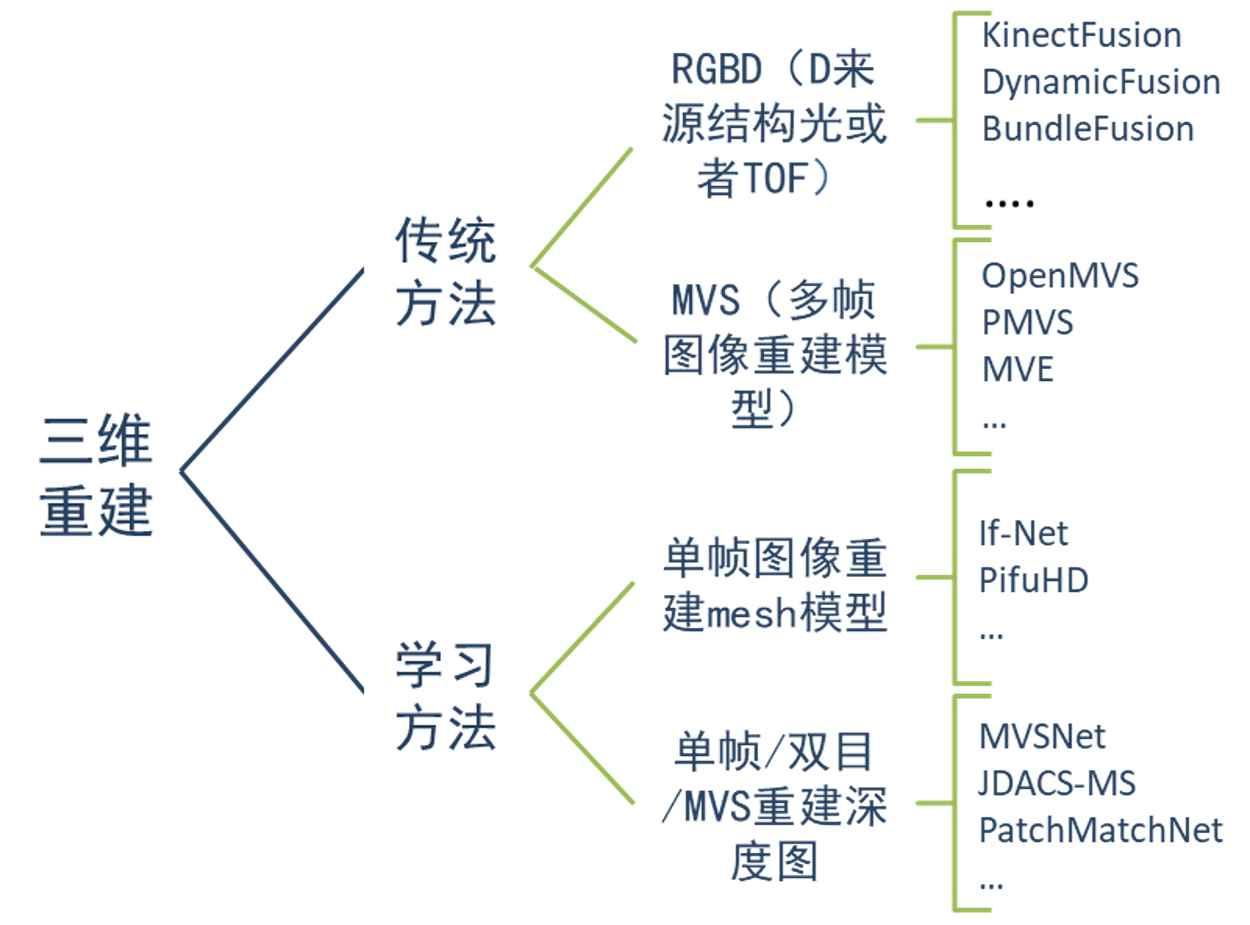 三维
重建
传统
方法
RGBD（D来
源结构光或
者TOF）
KinectFusion
DynamicFusion
BundleFusion
....
MVS（多帧
图像重建模
型）
OpenMVS
PMVS
MVE
...
学习
方法
单帧图像重
建mesh模型
If-Net
PifuHD
...
单帧/双目
/MVS重建深
度图
MVSNet
JDACS-MS
PatchMatchNet
...